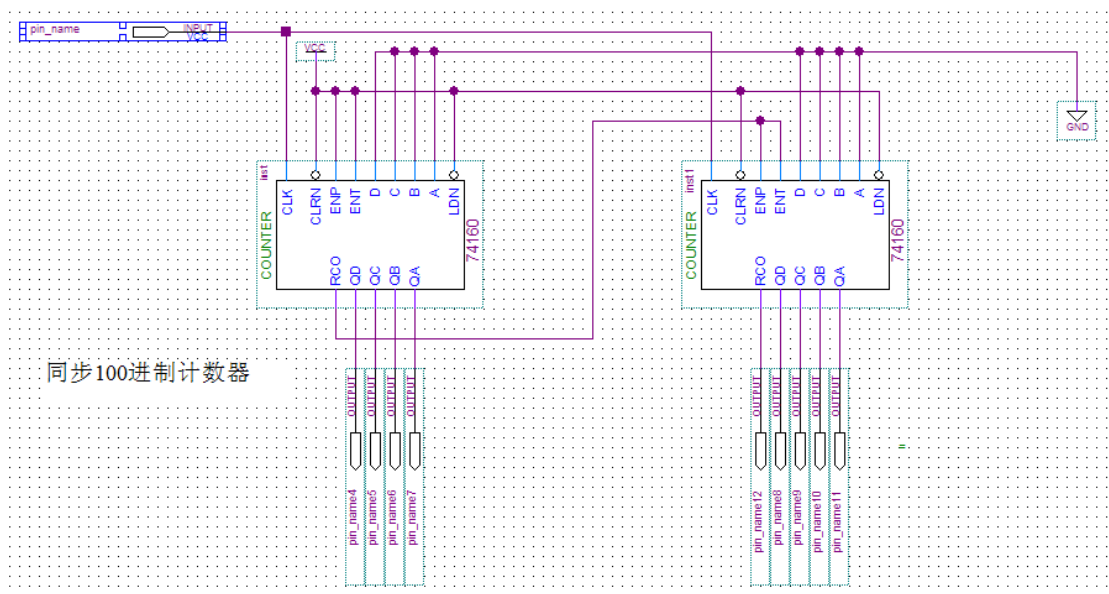 pin_name
INPUT
VCC
VCC
GND
inst
CLK
CLRN
ENP
ENT
D
C
B
A
LDN
COUNTER
74160
RCO
QD
QC
QB
QA
inst1
CLK
CLRN
ENP
ENT
D
C
B
A
LDN
COUNTER
74160
RCO
QD
QC
QB
QA
同步100进制计数器
OUTPUT
OUTPUT
OUTPUT
OUTPUT
pin_name4
pin_name5
pin_name6
pin_name7
OUTPUT
OUTPUT
OUTPUT
OUTPUT
OUTPUT
pin_name12
pin_name8
pin_name9
pin_name10
pin_name11
=